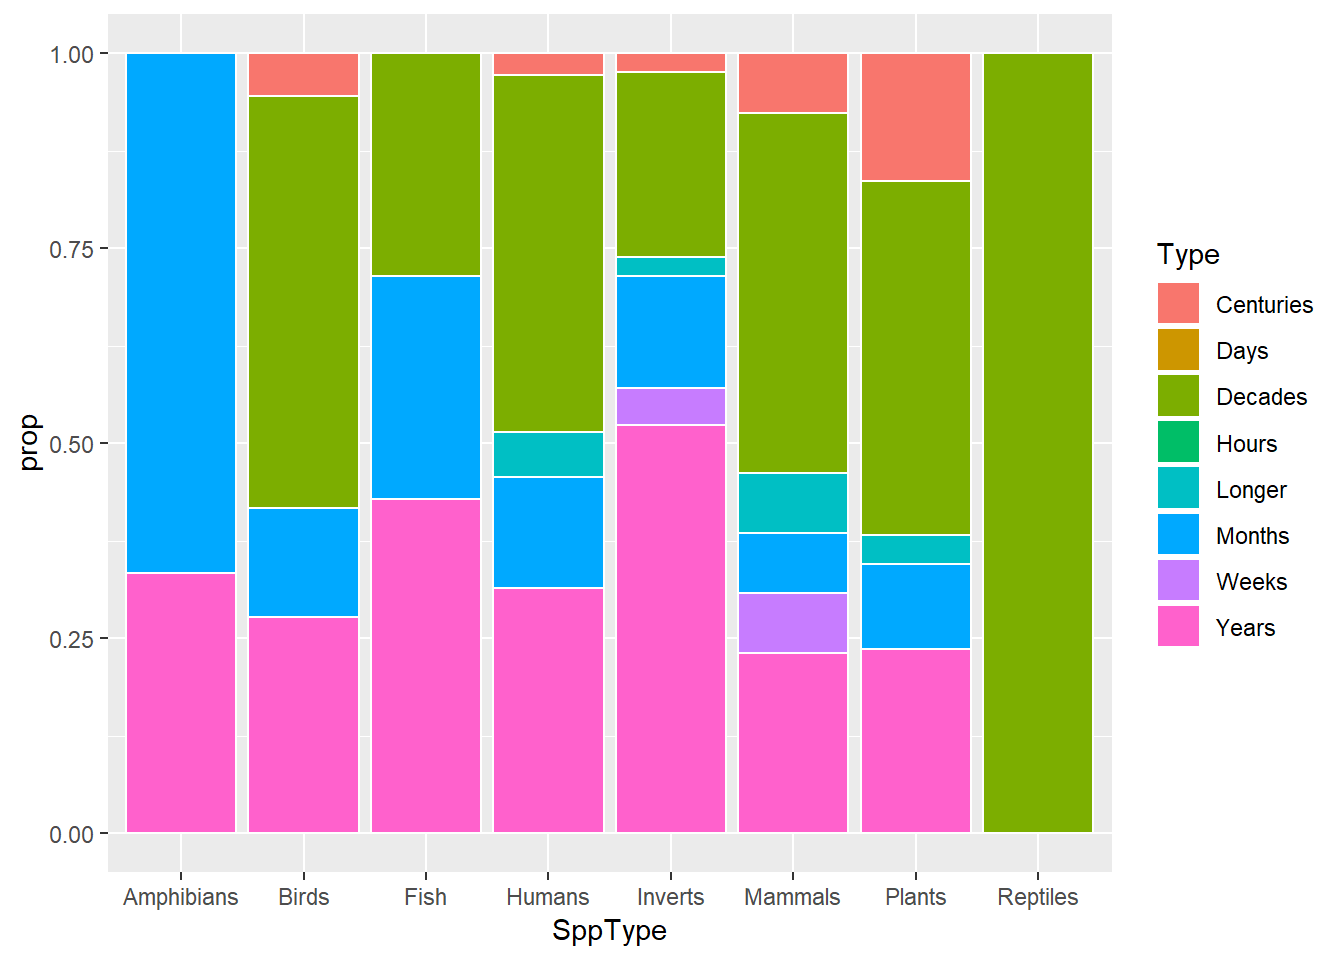 1.00
0.75
0.50
0.25
0.00
prop
Amphibians Birds Fish Humans Inverts Mammals Plants Reptiles
SppType
Type
Centuries
Days
Decades
Hours
Longer
Months
Weeks
Years